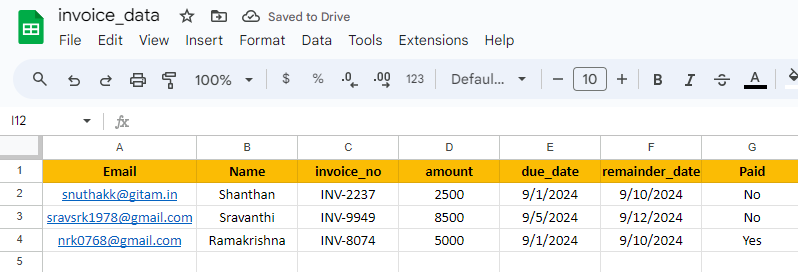 invoice_data Saved to Drive
File Edit View Insert Format Data Tools Extensions Help
100% $ % .0 .00 123 Defaul... 10 B I S A
I12 fx
A B C D E F G
1 Email Name invoice_no amount due_date remainder_date Paid
2 snuthakk@gitam.in Shanthan INV-2237 2500 9/1/2024 9/10/2024 No
3 sravsrk1978@gmail.com Sravanthi INV-9949 8500 9/5/2024 9/12/2024 No
4 nrk0768@gmail.com Ramakrishna INV-8074 5000 9/1/2024 9/10/2024 Yes
5